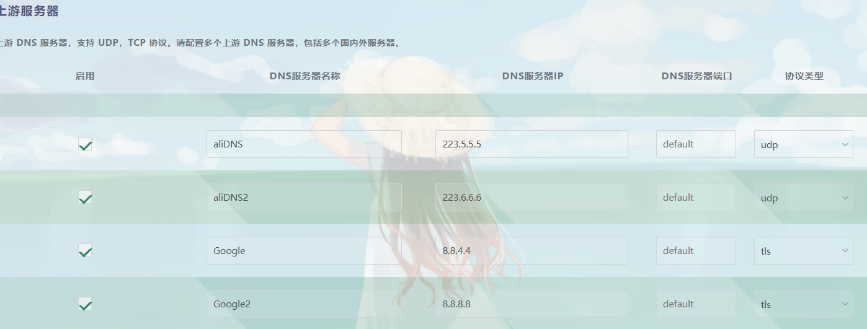 上游服务器
上游 DNS 服务器，支持 UDP，TCP 协议。请配置多个上游 DNS 服务器，包括多个国内外服务器。
启用 DNS服务器名称 DNS服务器IP DNS服务器端口 协议类型
aliDNS 223.5.5.5 default udp
aliDNS2 223.6.6.6 default udp
Google 8.8.4.4 default tls
Google2 8.8.8.8 default tls